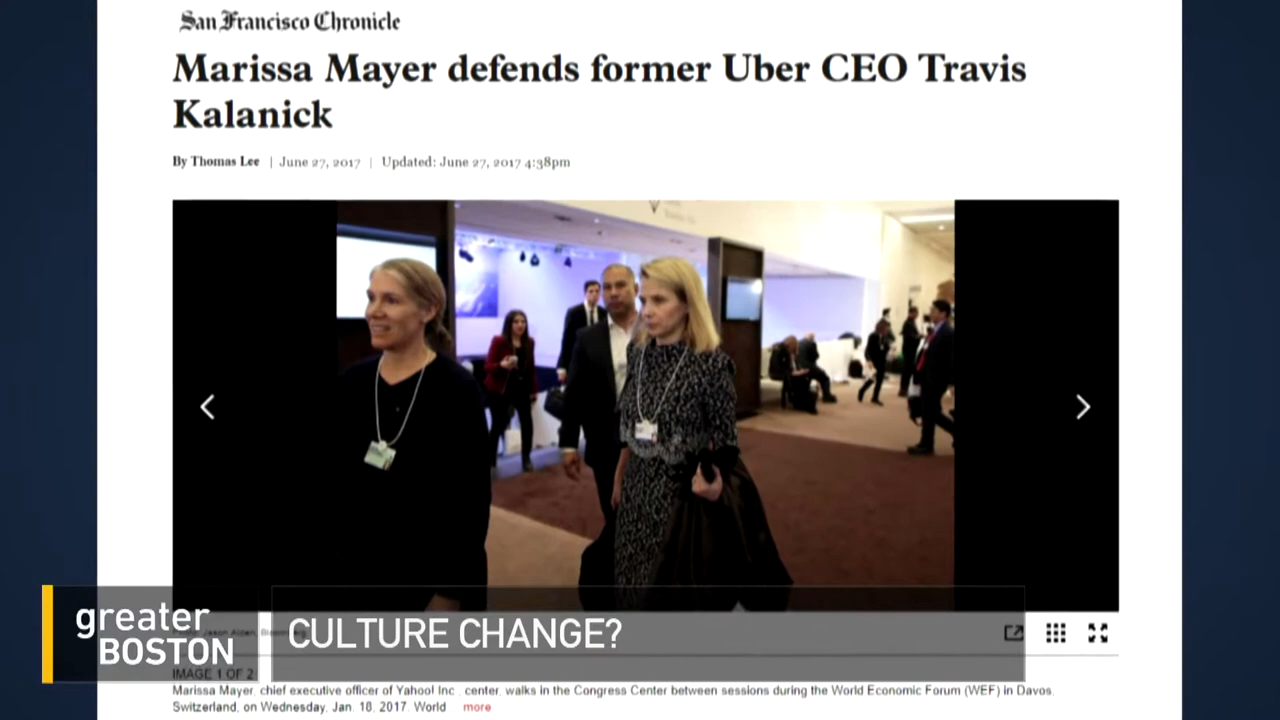 San Francisco Chronicle
Marissa Mayer defends former Uber CEO Travis
Kalanick
By Thomas Lee | June 27, 2017 | Updated: June 27, 2017 4:38pm
greater
BOSTON
CULTURE CHANGE?
IMAGE 1 OF 2
Marissa Mayer, chief executive officer of Yahoo! Inc., center, walks in the Congress Center between sessions during the World Economic Forum (WEF) in Davos,
Switzerland, on Wednesday, Jan. 18, 2017. World more